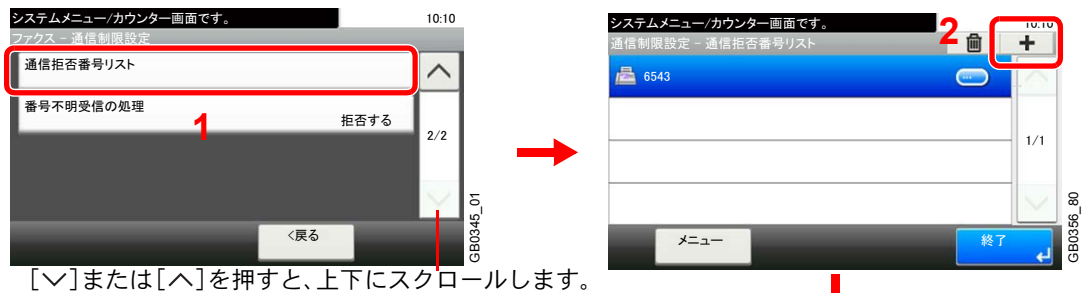 システムメニュー/カウンター画面です。
10:10
ファクス - 通信制限設定
通信拒否番号リスト
番号不明受信の処理
拒否する
1
2/2
<戻る
GB0345_01
[∨]または[∧]を押すと、上下にスクロールします。
システムメニュー/カウンター画面です。
10:10
通信制限設定 - 通信拒否番号リスト
2
+
6543
...
1/1
メニュー
終了
GB0356_80